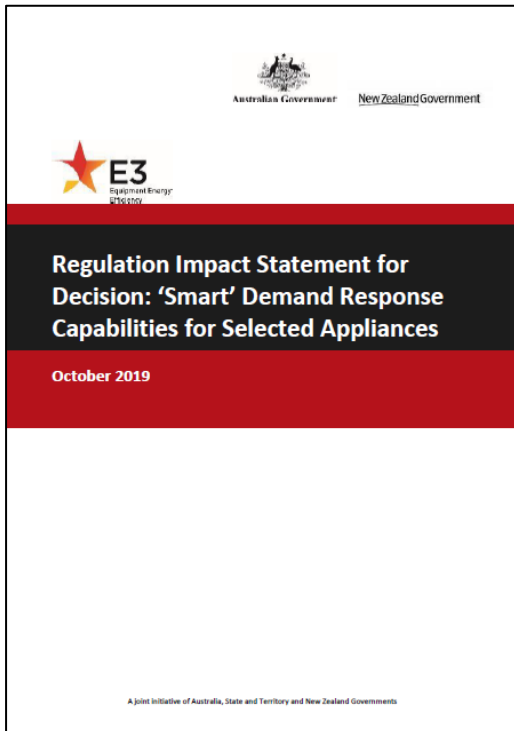 Australian Government
New Zealand Government
E3
Equipment Energy
Efficiency
Regulation Impact Statement for
Decision: ‘Smart’ Demand Response
Capabilities for Selected Appliances
October 2019
A joint initiative of Australia, State and Territory and New Zealand Governments